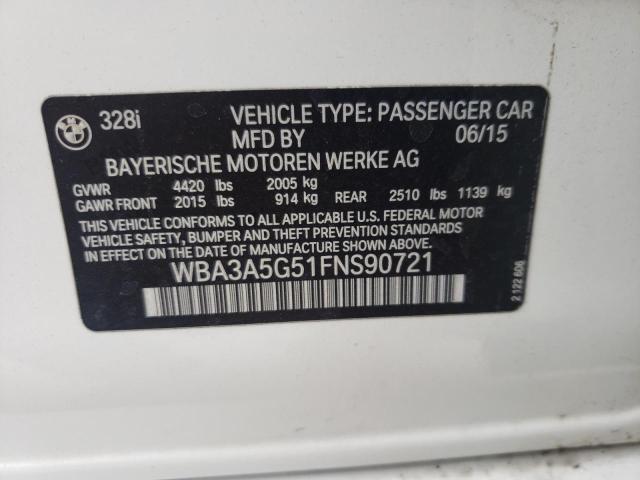 BMW 328i VEHICLE TYPE: PASSENGER CAR
MFD BY 06/15
BAYERISCHE MOTOREN WERKE AG
GVWR 4420 lbs 2005 kg
GAWR FRONT 2015 lbs 914 kg REAR 2510 lbs 1139 kg
THIS VEHICLE CONFORMS TO ALL APPLICABLE U.S. FEDERAL MOTOR
VEHICLE SAFETY, BUMPER AND THEFT PREVENTION STANDARDS IN
EFFECT ON THE DATE OF MANUFACTURE SHOWN ABOVE.
WBA3A5G51FNS90721
2 122 606